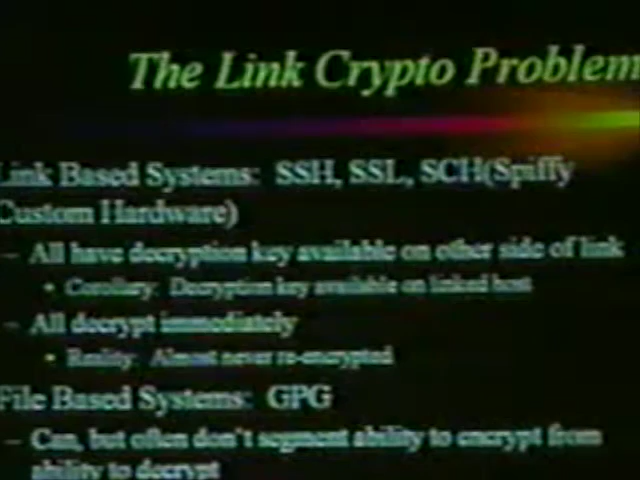 The Link Crypto Problem
Link Based Systems: SSH, SSL, SCH(Spiffy
Custom Hardware)
– All have decryption key available on other side of link
• Corollary: Decryption key available on linked host
– All decrypt immediately
• Reality: Almost never re-encrypted
File Based Systems: GPG
– Can, but often don't segment ability to encrypt from
ability to decrypt